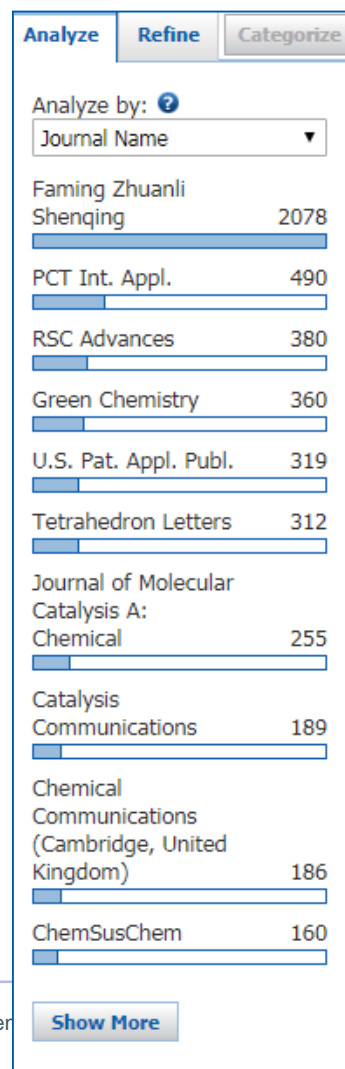 Analyze Refine Categorize
Analyze by:
Journal Name
Faming Zhuanli
Shenqing 2078
PCT Int. Appl. 490
RSC Advances 380
Green Chemistry 360
U.S. Pat. Appl. Publ. 319
Tetrahedron Letters 312
Journal of Molecular
Catalysis A:
Chemical 255
Catalysis
Communications 189
Chemical
Communications
(Cambridge, United
Kingdom) 186
ChemSusChem 160
Show More